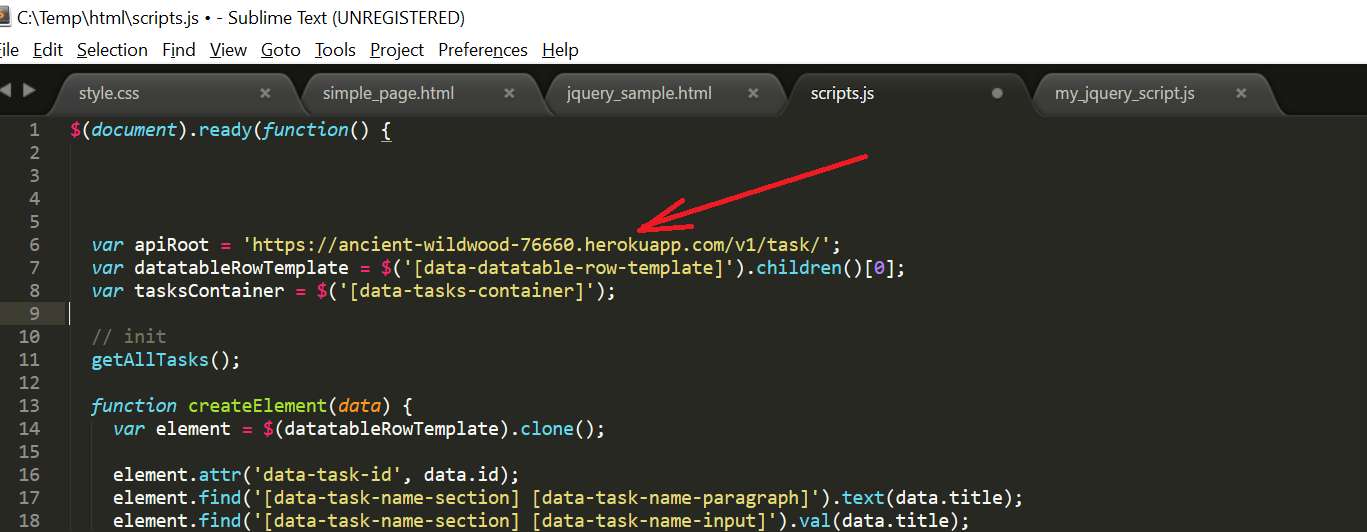 C:\Temp\html\scripts.js • - Sublime Text (UNREGISTERED)
ile Edit Selection Find View Goto Tools Project Preferences Help
style.css × simple_page.html × jquery_sample.html × scripts.js my_jquery_script.js ×
1 $(document).ready(function() {
2
3
4
5
6 var apiRoot = 'https://ancient-wildwood-76660.herokuapp.com/v1/task/';
7 var datatableRowTemplate = $('[data-datatable-row-template]').children()[0];
8 var tasksContainer = $('[data-tasks-container]');
9
10 // init
11 getAllTasks();
12
13 function createElement(data) {
14 var element = $(datatableRowTemplate).clone();
15
16 element.attr('data-task-id', data.id);
17 element.find('[data-task-name-section] [data-task-name-paragraph]').text(data.title);
18 element.find('[data-task-name-section] [data-task-name-input]').val(data.title);